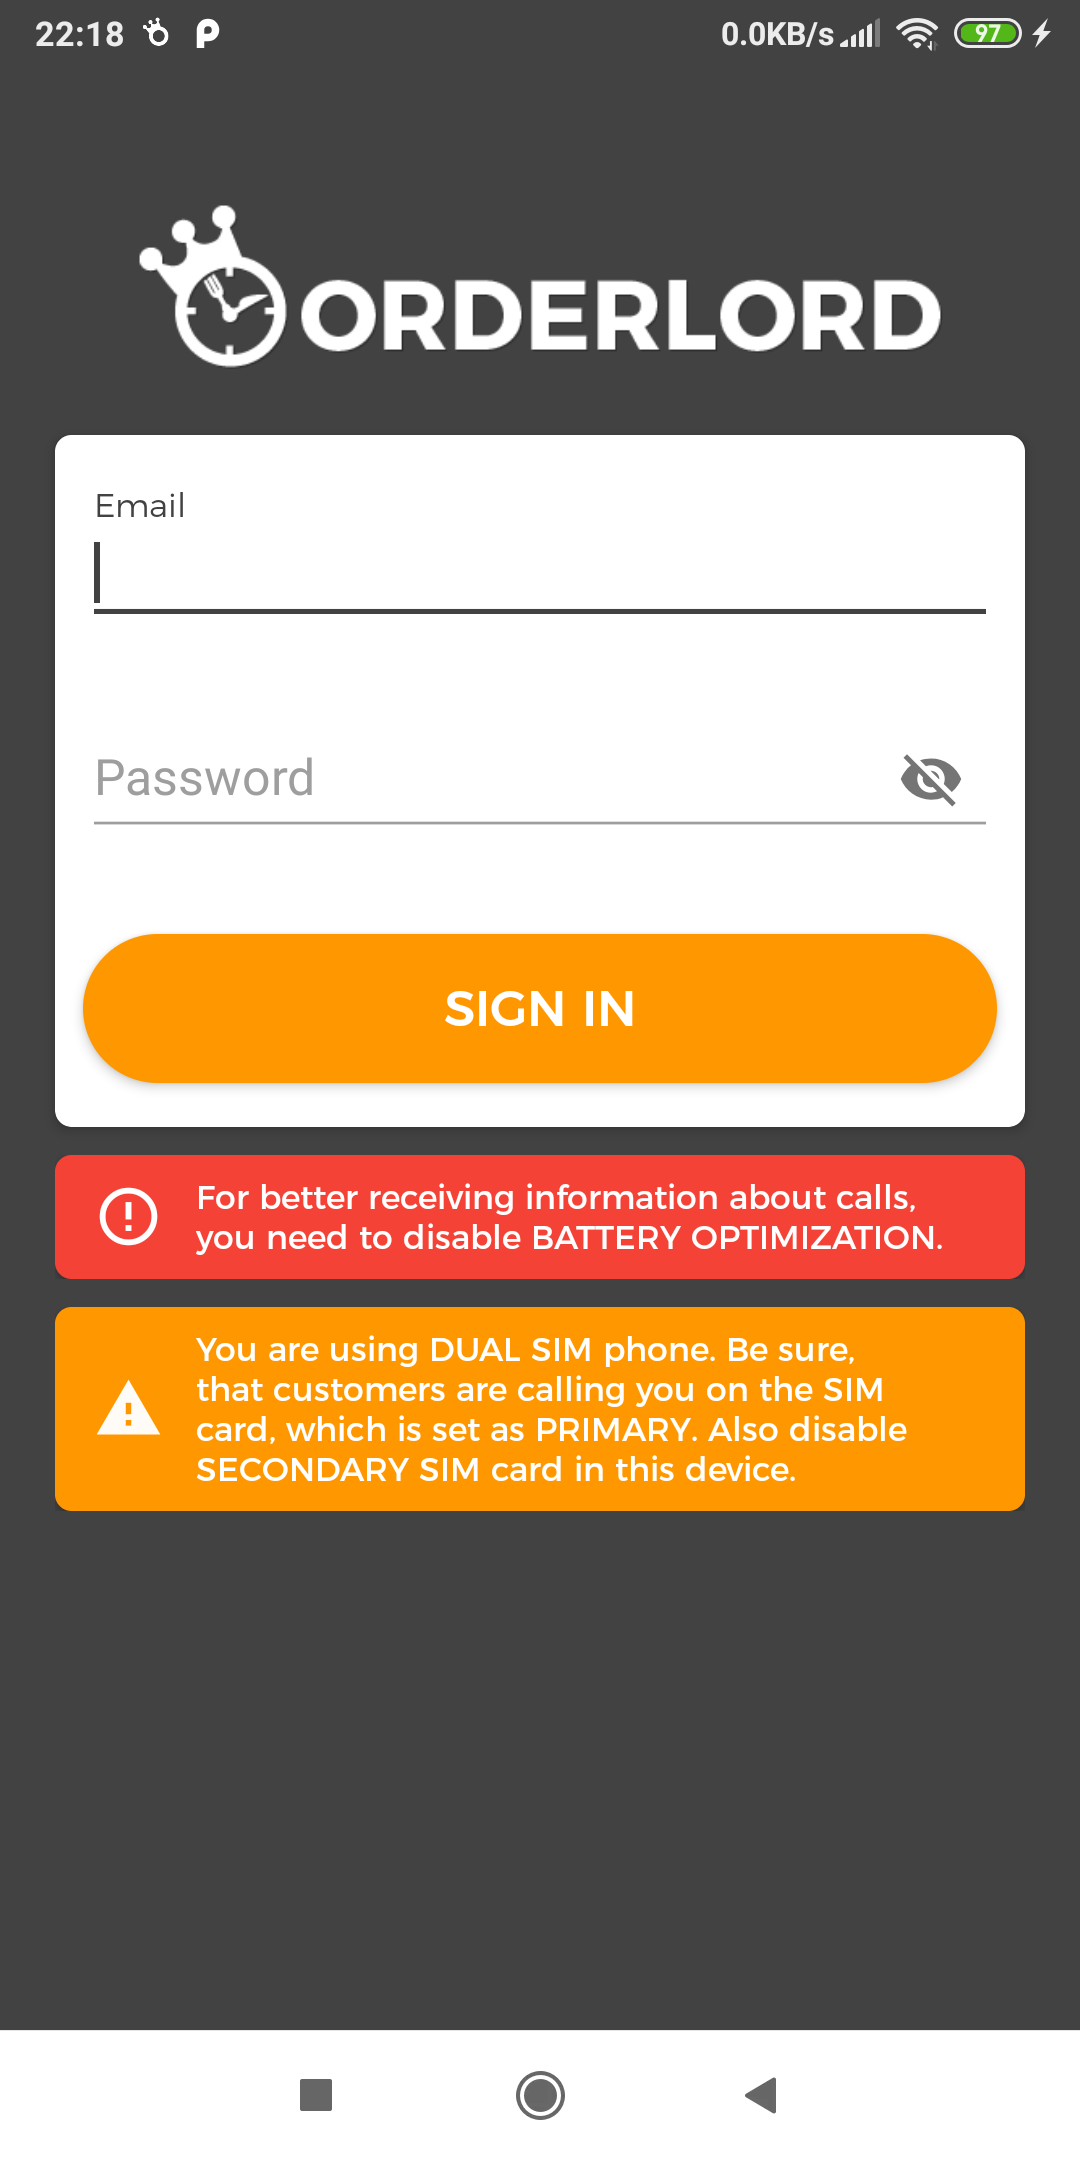 22:18 0.0KB/s 97
ORDERLORD
Email
Password
SIGN IN
For better receiving information about calls,
you need to disable BATTERY OPTIMIZATION.
You are using DUAL SIM phone. Be sure,
that customers are calling you on the SIM
card, which is set as PRIMARY. Also disable
SECONDARY SIM card in this device.